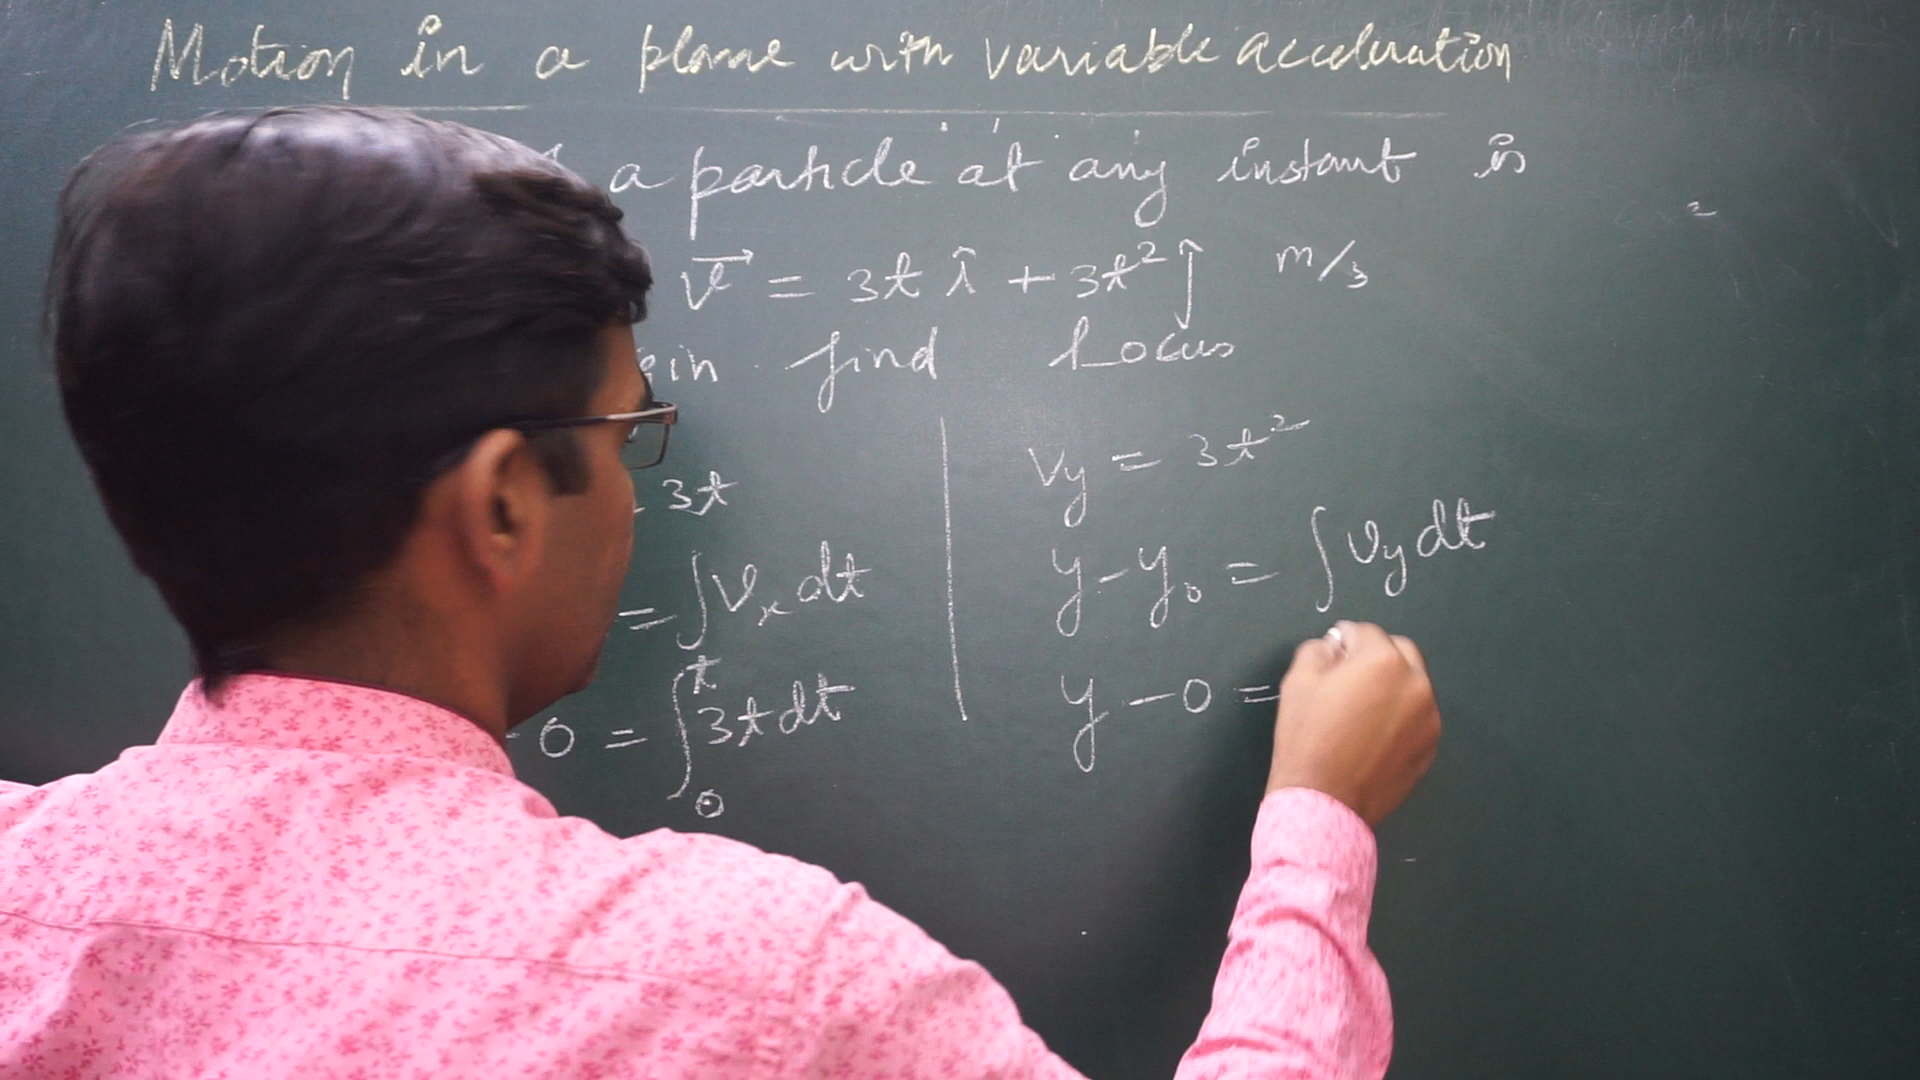 Motion in a plane with variable acceleration
a particle at any instant is
v⃗ = 3t î + 3t² ĵ m/s
gin find Locus
= 3t
= ∫ vₓ dt
- 0 = ∫₀ᵗ 3t dt
vy = 3t²
y - y₀ = ∫ vy dt
y - 0 =